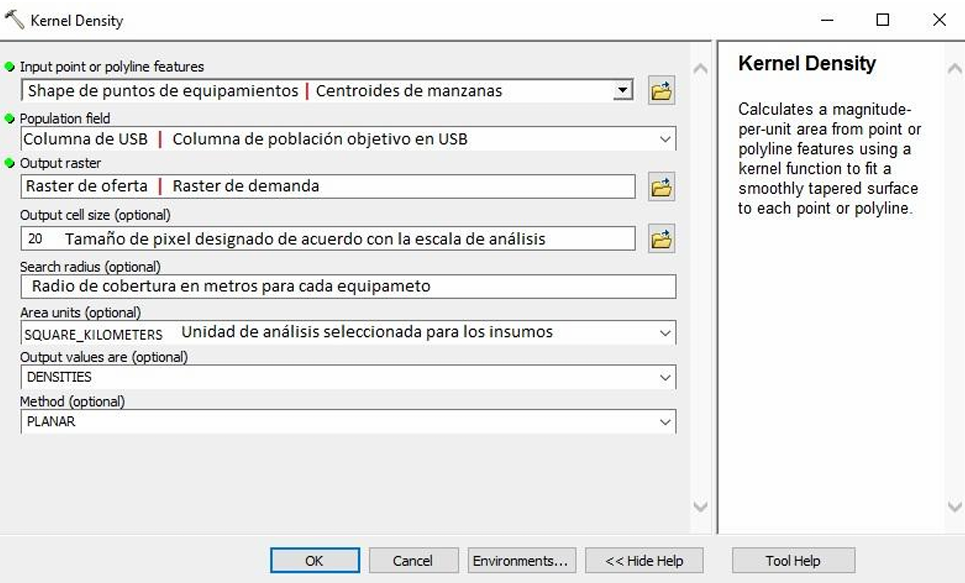 Kernel Density
Input point or polyline features
Shape de puntos de equipamientos | Centroides de manzanas
Population field
Columna de USB | Columna de población objetivo en USB
Output raster
Raster de oferta | Raster de demanda
Output cell size (optional)
20 Tamaño de pixel designado de acuerdo con la escala de análisis
Search radius (optional)
Radio de cobertura en metros para cada equipameto
Area units (optional)
SQUARE_KILOMETERS Unidad de análisis seleccionada para los insumos
Output values are (optional)
DENSITIES
Method (optional)
PLANAR
Kernel Density
Calculates a magnitude-
per-unit area from point or
polyline features using a
kernel function to fit a
smoothly tapered surface
to each point or polyline.
OK Cancel Environments... << Hide Help Tool Help